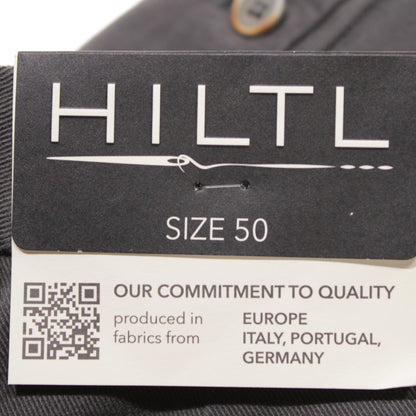 HILTL
SIZE 50
OUR COMMITMENT TO QUALITY
produced in EUROPE
fabrics from ITALY, PORTUGAL,
GERMANY